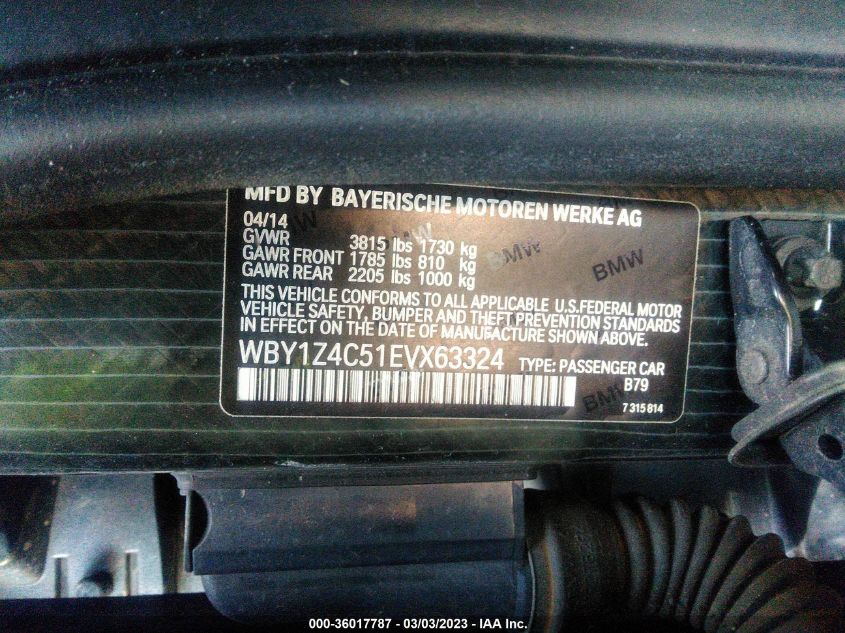 MFD BY BAYERISCHE MOTOREN WERKE AG
04/14
GVWR 3815 lbs 1730 kg
GAWR FRONT 1785 lbs 810 kg
GAWR REAR 2205 lbs 1000 kg
THIS VEHICLE CONFORMS TO ALL APPLICABLE U.S.FEDERAL MOTOR
VEHICLE SAFETY, BUMPER AND THEFT PREVENTION STANDARDS
IN EFFECT ON THE DATE OF MANUFACTURE SHOWN ABOVE.
WBY1Z4C51EVX63324 TYPE: PASSENGER CAR
B79
7 315 814
BMW
BMW
BMW
BMW
000-36017787 - 03/03/2023 - IAA Inc.